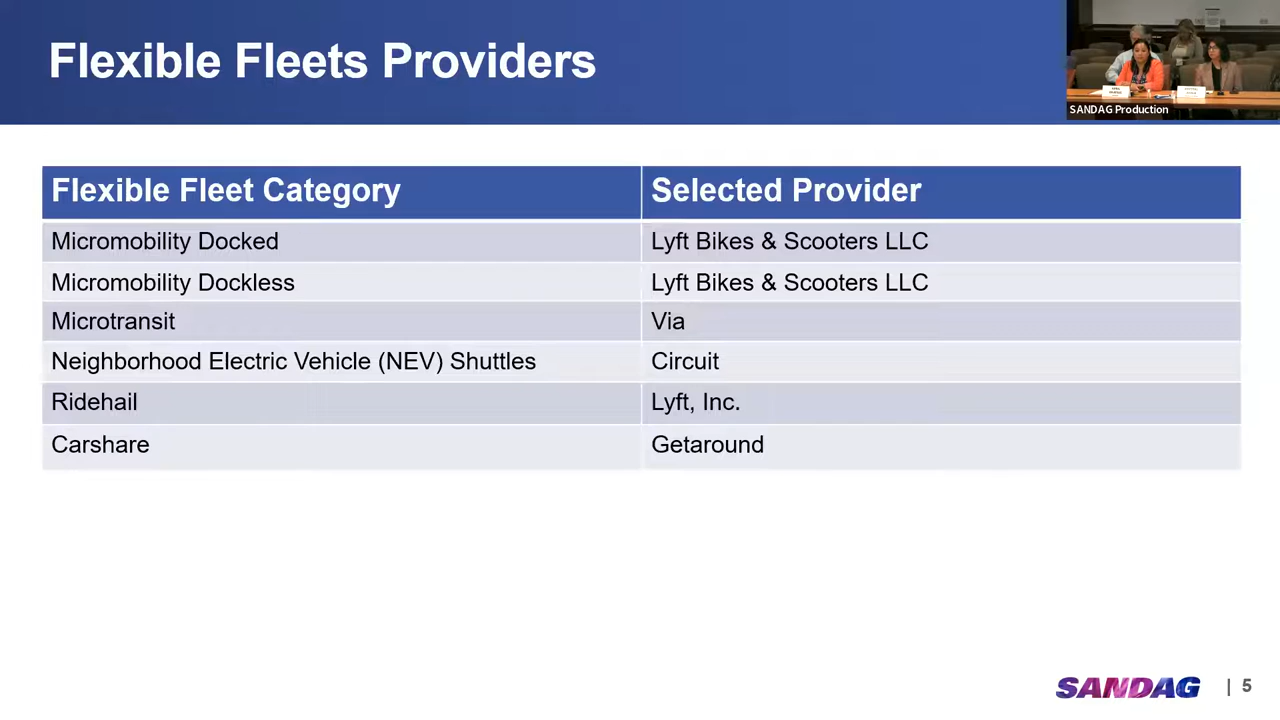 Flexible Fleets Providers
SANDAG Production
Flexible Fleet Category Selected Provider
Micromobility Docked Lyft Bikes & Scooters LLC
Micromobility Dockless Lyft Bikes & Scooters LLC
Microtransit Via
Neighborhood Electric Vehicle (NEV) Shuttles Circuit
Ridehail Lyft, Inc.
Carshare Getaround
SANDAG | 5